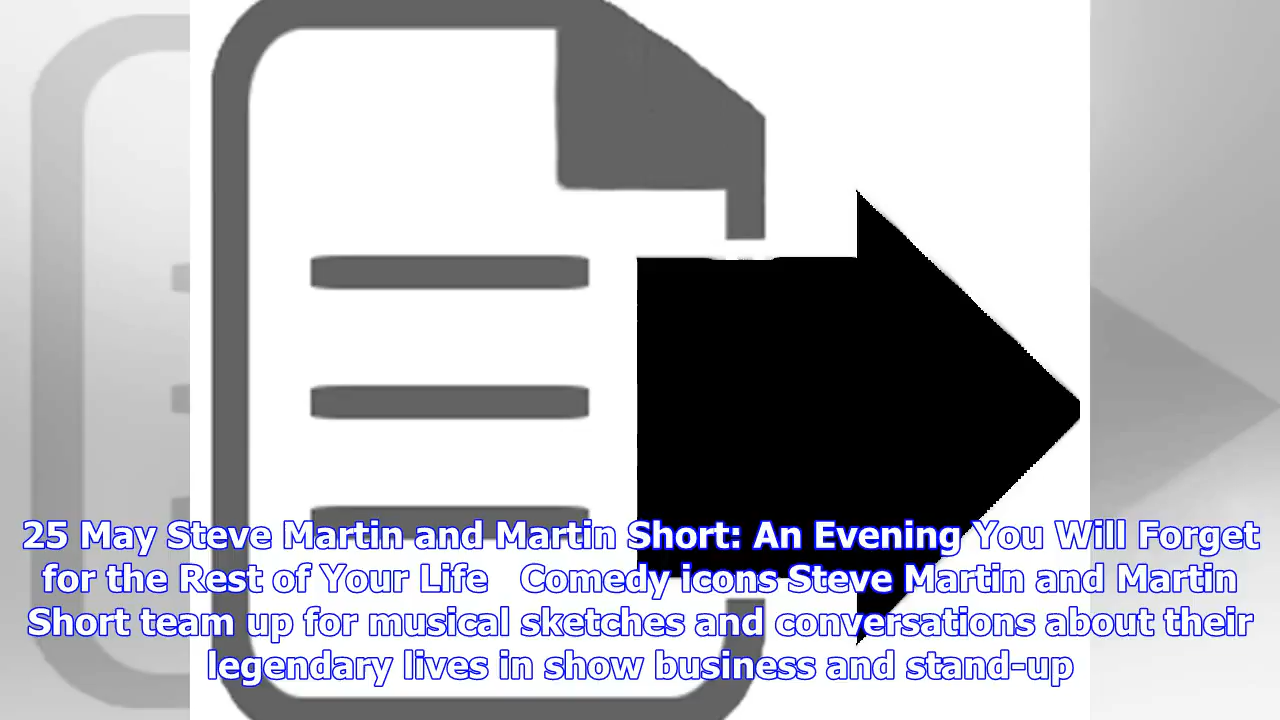 25 May Steve Martin and Martin Short: An Evening You Will Forget
for the Rest of Your Life   Comedy icons Steve Martin and Martin
Short team up for musical sketches and conversations about their
legendary lives in show business and stand-up